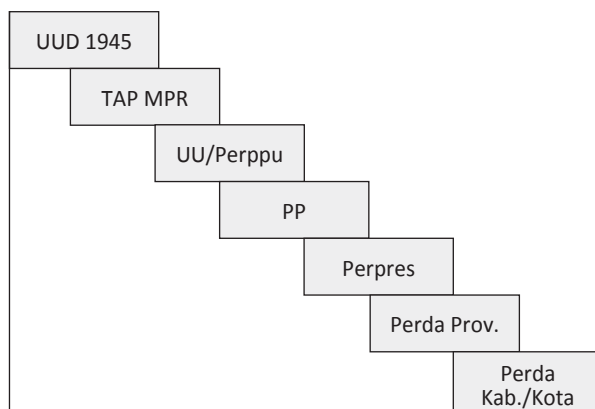 UUD 1945
TAP MPR
UU/Perppu
PP
Perpres
Perda Prov.
Perda
Kab./Kota